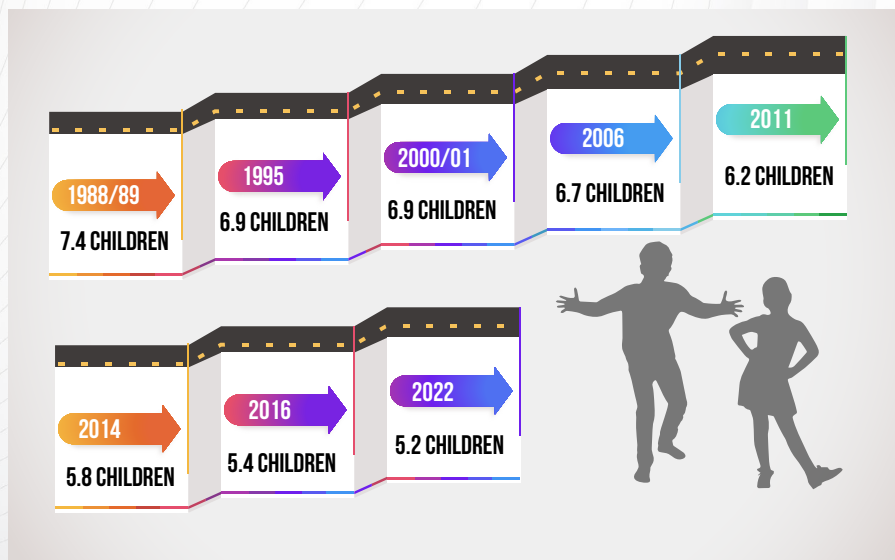 1988/89
7.4 CHILDREN
1995
6.9 CHILDREN
2000/01
6.9 CHILDREN
2006
6.7 CHILDREN
2011
6.2 CHILDREN
2014
5.8 CHILDREN
2016
5.4 CHILDREN
2022
5.2 CHILDREN